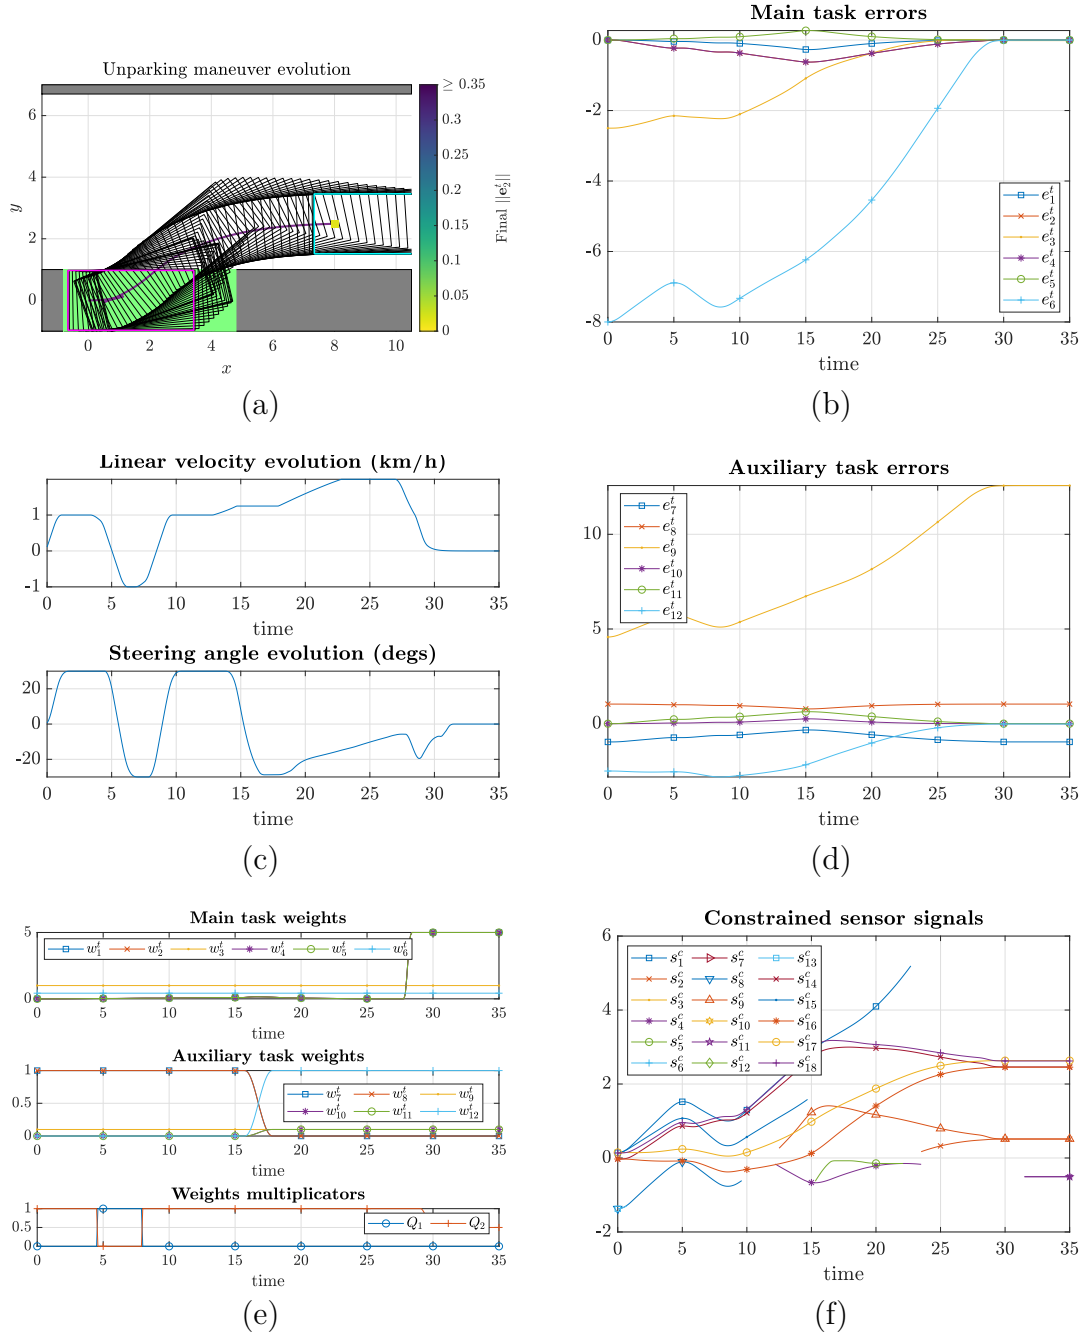 Unparking maneuver evolution
y
6
4
2
0
0 2 4 6 8 10
x
≥ 0.35
0.3
0.25
0.2
0.15
0.1
0.05
0
Final ||e₂ᵗ||
(a)
Main task errors
0
-2
-4
-6
-8
e₁ᵗ
e₂ᵗ
e₃ᵗ
e₄ᵗ
e₅ᵗ
e₆ᵗ
0 5 10 15 20 25 30 35
time
(b)
Linear velocity evolution (km/h)
1
0
-1
0 5 10 15 20 25 30 35
time
Steering angle evolution (degs)
20
0
-20
0 5 10 15 20 25 30 35
time
(c)
Auxiliary task errors
10
5
0
e₇ᵗ
e₈ᵗ
e₉ᵗ
e₁₀ᵗ
e₁₁ᵗ
e₁₂ᵗ
0 5 10 15 20 25 30 35
time
(d)
Main task weights
5
0
w₁ᵗ w₂ᵗ w₃ᵗ w₄ᵗ w₅ᵗ w₆ᵗ
0 5 10 15 20 25 30 35
time
Auxiliary task weights
1
0.5
0
w₇ᵗ w₈ᵗ w₉ᵗ
w₁₀ᵗ w₁₁ᵗ w₁₂ᵗ
0 5 10 15 20 25 30 35
time
Weights multiplicators
1
0.5
0
Q₁ Q₂
0 5 10 15 20 25 30 35
time
(e)
Constrained sensor signals
6
4
2
0
-2
s₁ᶜ s₇ᶜ s₁₃ᶜ
s₂ᶜ s₈ᶜ s₁₄ᶜ
s₃ᶜ s₉ᶜ s₁₅ᶜ
s₄ᶜ s₁₀ᶜ s₁₆ᶜ
s₅ᶜ s₁₁ᶜ s₁₇ᶜ
s₆ᶜ s₁₂ᶜ s₁₈ᶜ
0 5 10 15 20 25 30 35
time
(f)